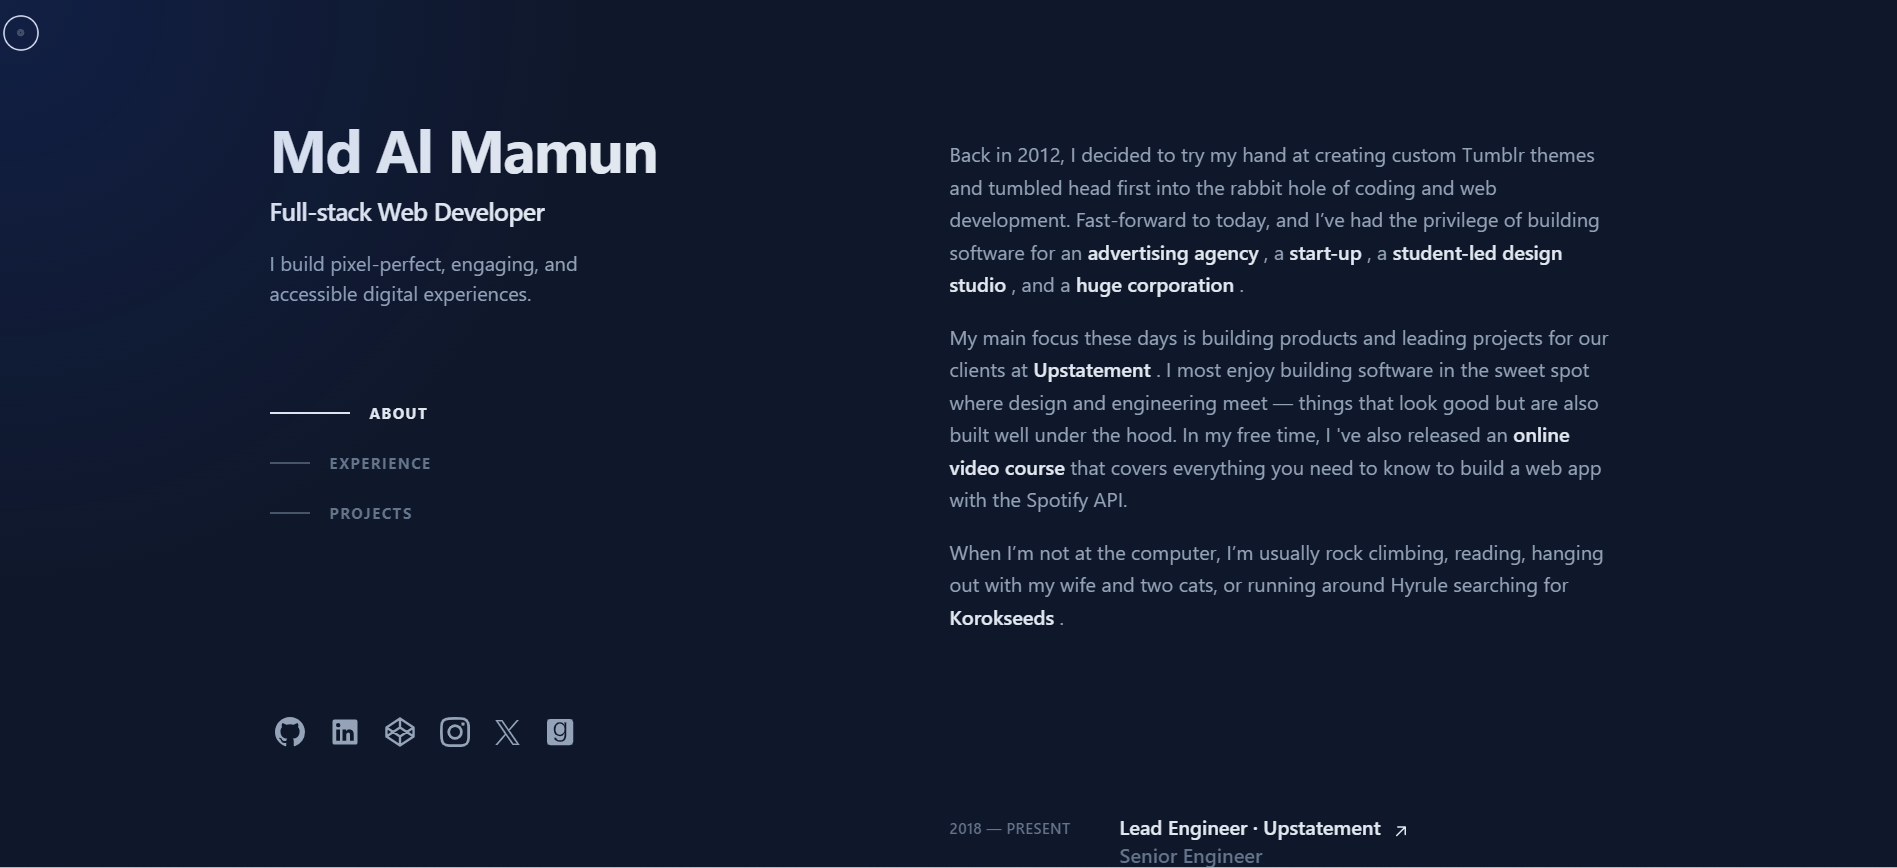 Md Al Mamun
Full-stack Web Developer
I build pixel-perfect, engaging, and
accessible digital experiences.
ABOUT
EXPERIENCE
PROJECTS
Back in 2012, I decided to try my hand at creating custom Tumblr themes
and tumbled head first into the rabbit hole of coding and web
development. Fast-forward to today, and I’ve had the privilege of building
software for an advertising agency , a start-up , a student-led design
studio , and a huge corporation .
My main focus these days is building products and leading projects for our
clients at Upstatement . I most enjoy building software in the sweet spot
where design and engineering meet — things that look good but are also
built well under the hood. In my free time, I 've also released an online
video course that covers everything you need to know to build a web app
with the Spotify API.
When I’m not at the computer, I’m usually rock climbing, reading, hanging
out with my wife and two cats, or running around Hyrule searching for
Korokseeds .
2018 — PRESENT
Lead Engineer · Upstatement
Senior Engineer